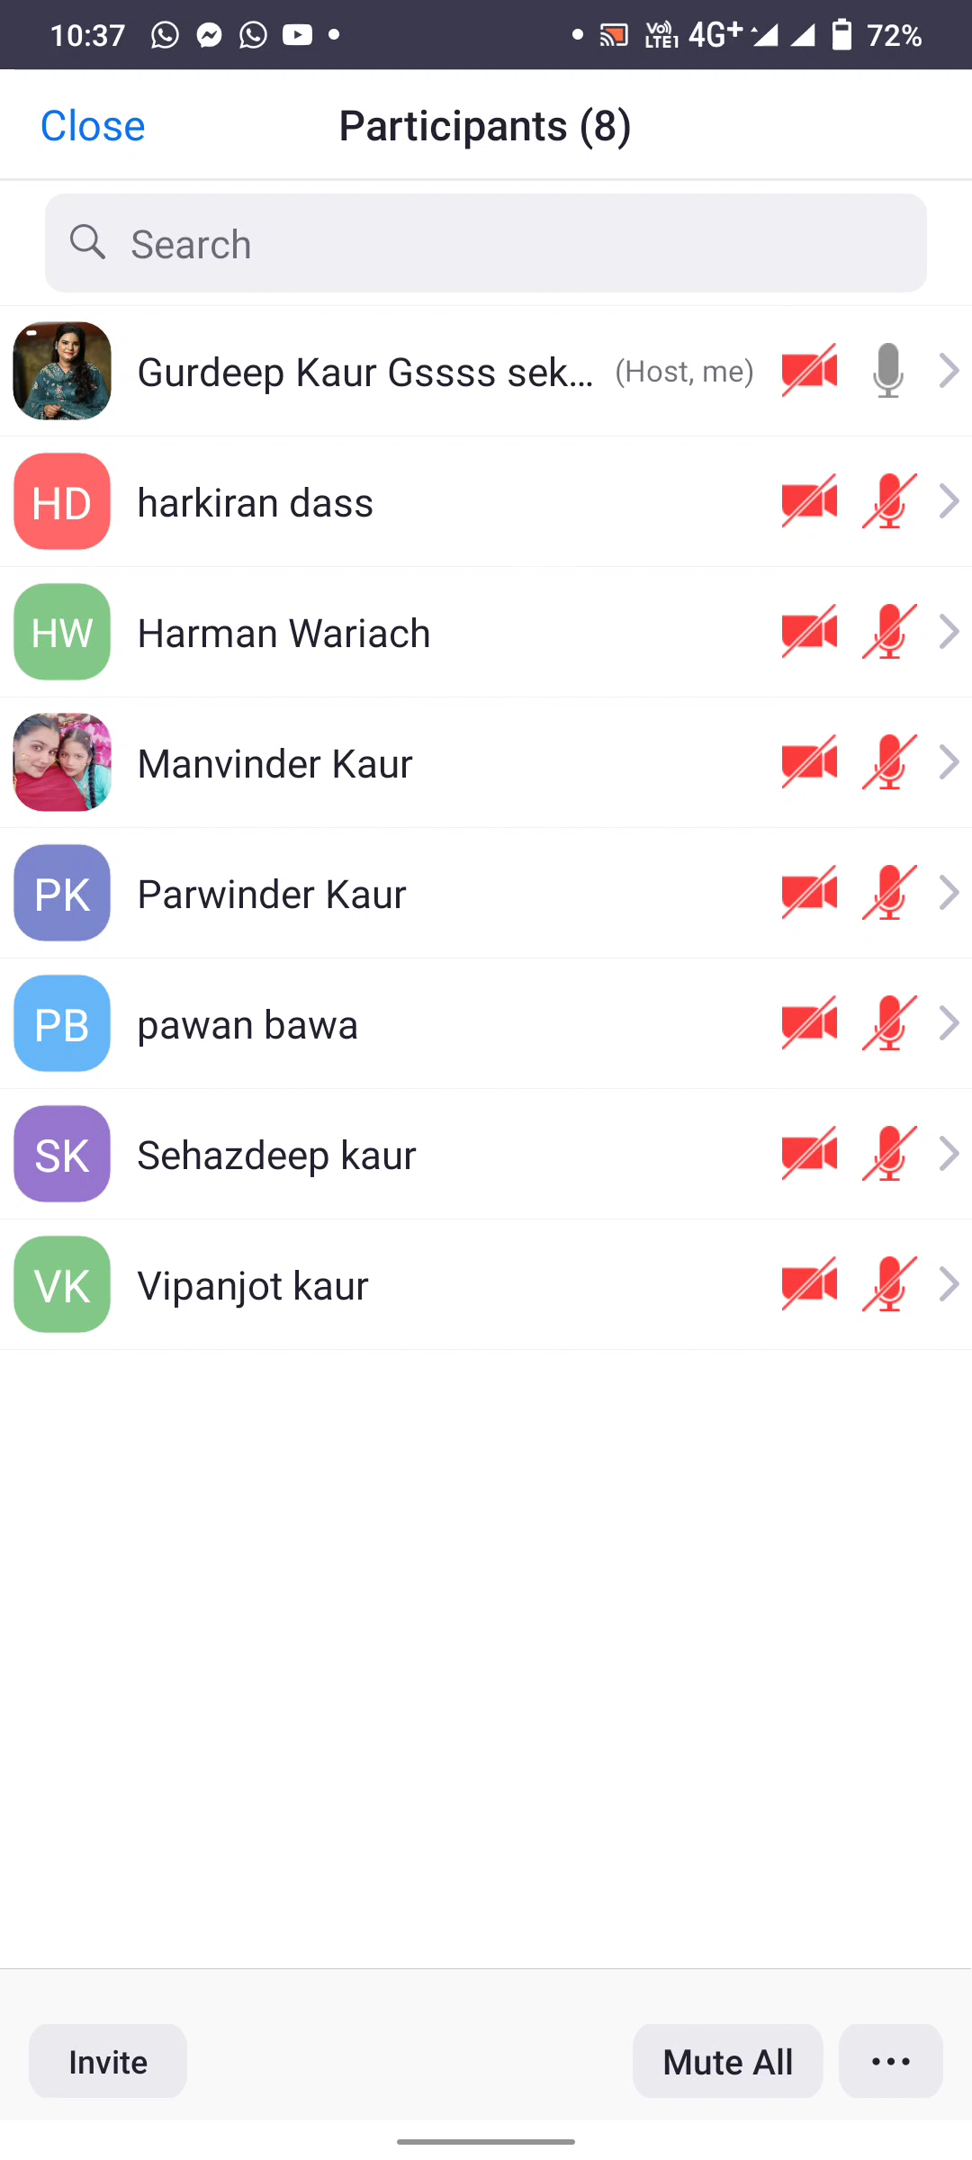 10:37 VoLTE1 4G+ 72%
Close Participants (8)
Search
Gurdeep Kaur Gssss sek... (Host, me)
HD harkiran dass
HW Harman Wariach
Manvinder Kaur
PK Parwinder Kaur
PB pawan bawa
SK Sehazdeep kaur
VK Vipanjot kaur
Invite Mute All ...